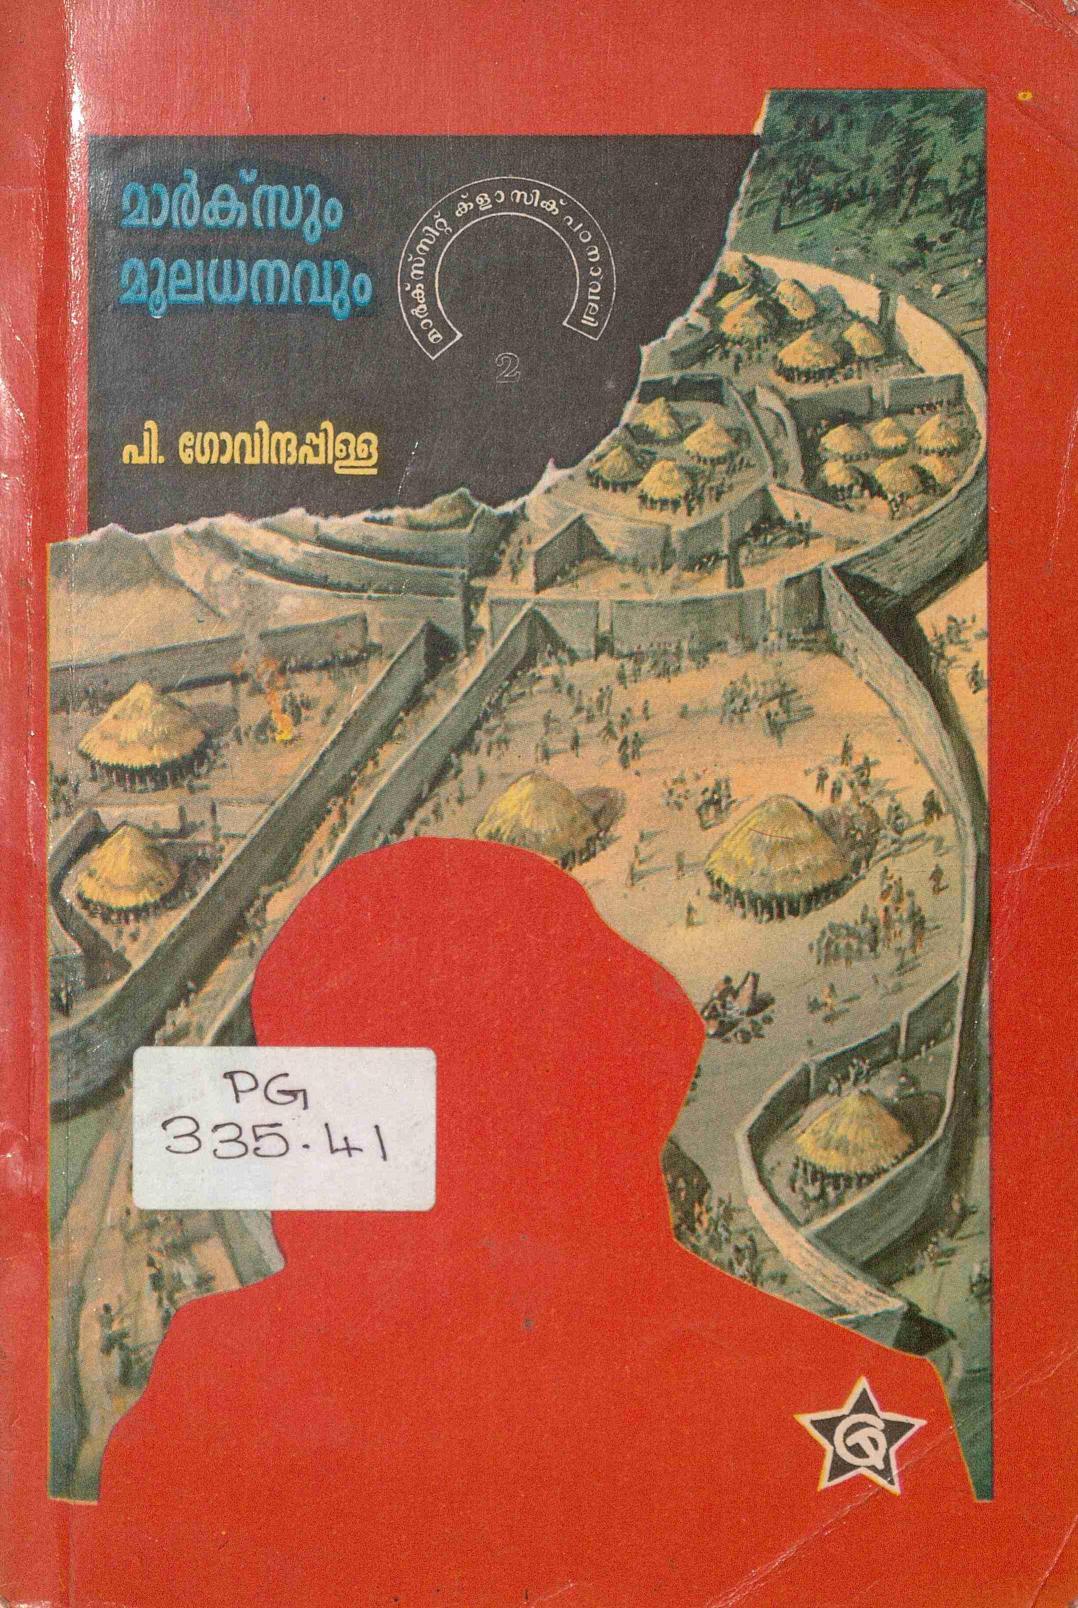 മാർക്സും
മൂലധനവും
മാർക്സ്സിറ്റ് ക്ളാസിക് പഠനാവലി
2
പി. ഗോവിന്ദപ്പിള്ള
PG
335.41